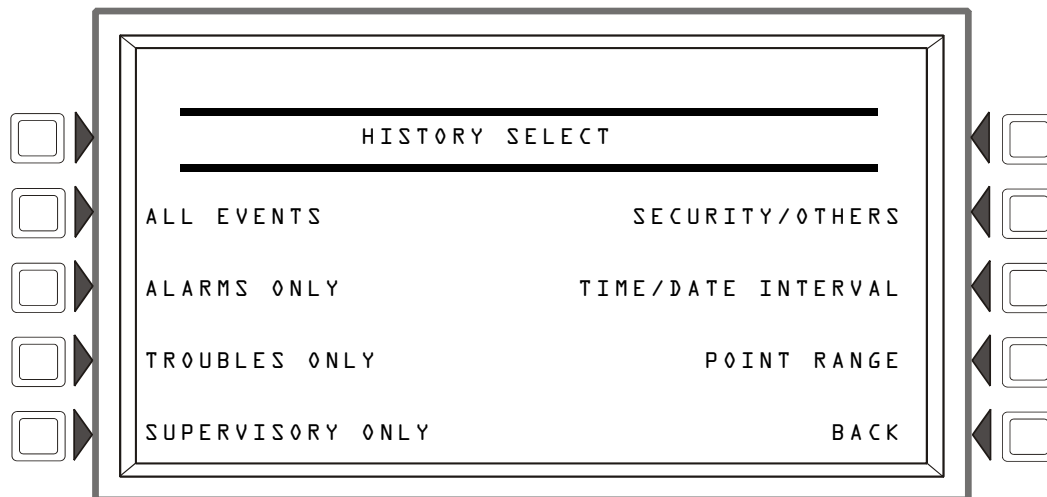 HISTORY SELECT
ALL EVENTS
SECURITY/OTHERS
ALARMS ONLY
TIME/DATE INTERVAL
TROUBLES ONLY
POINT RANGE
SUPERVISORY ONLY
BACK